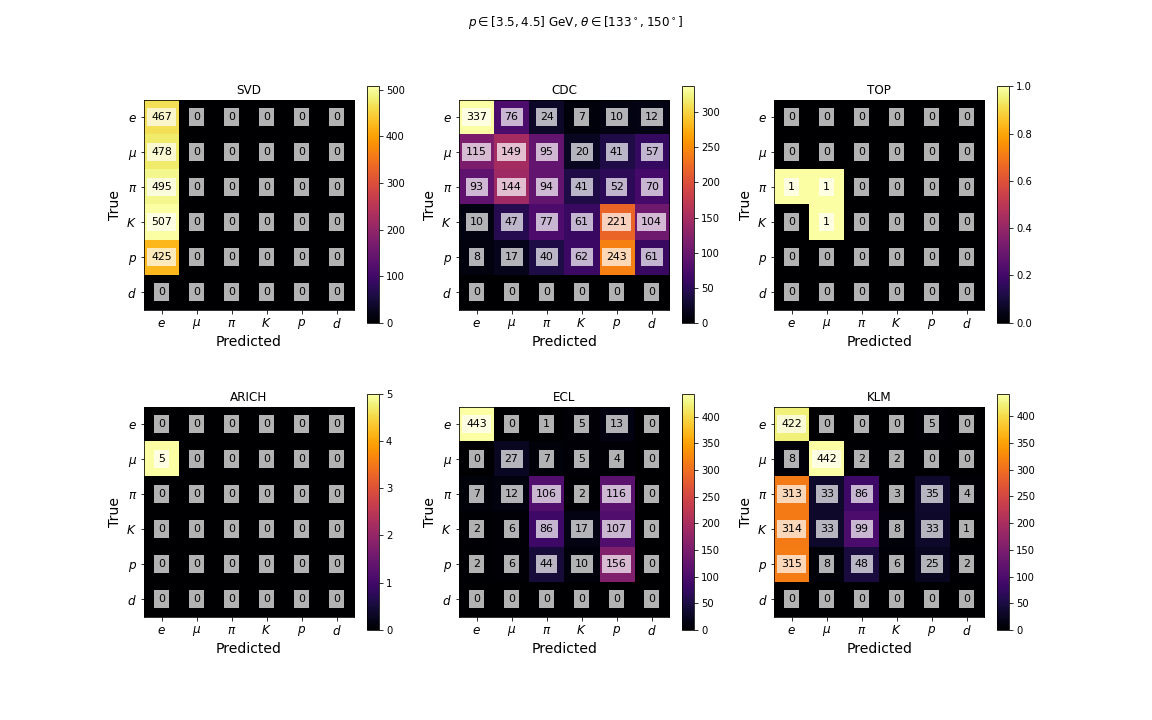 p ∈ [3.5, 4.5] GeV, θ ∈ [133°, 150°]
SVD
True
e 467 0 0 0 0 0
μ 478 0 0 0 0 0
π 495 0 0 0 0 0
K 507 0 0 0 0 0
p 425 0 0 0 0 0
d 0 0 0 0 0 0
e μ π K p d
Predicted
500
400
300
200
100
0
CDC
True
e 337 76 24 7 10 12
μ 115 149 95 20 41 57
π 93 144 94 41 52 70
K 10 47 77 61 221 104
p 8 17 40 62 243 61
d 0 0 0 0 0 0
e μ π K p d
Predicted
300
250
200
150
100
50
0
TOP
True
e 0 0 0 0 0 0
μ 0 0 0 0 0 0
π 1 1 0 0 0 0
K 0 1 0 0 0 0
p 0 0 0 0 0 0
d 0 0 0 0 0 0
e μ π K p d
Predicted
1.0
0.8
0.6
0.4
0.2
0.0
ARICH
True
e 0 0 0 0 0 0
μ 5 0 0 0 0 0
π 0 0 0 0 0 0
K 0 0 0 0 0 0
p 0 0 0 0 0 0
d 0 0 0 0 0 0
e μ π K p d
Predicted
5
4
3
2
1
0
ECL
True
e 443 0 1 5 13 0
μ 0 27 7 5 4 0
π 7 12 106 2 116 0
K 2 6 86 17 107 0
p 2 6 44 10 156 0
d 0 0 0 0 0 0
e μ π K p d
Predicted
400
350
300
250
200
150
100
50
0
KLM
True
e 422 0 0 0 5 0
μ 8 442 2 2 0 0
π 313 33 86 3 35 4
K 314 33 99 8 33 1
p 315 8 48 6 25 2
d 0 0 0 0 0 0
e μ π K p d
Predicted
400
350
300
250
200
150
100
50
0